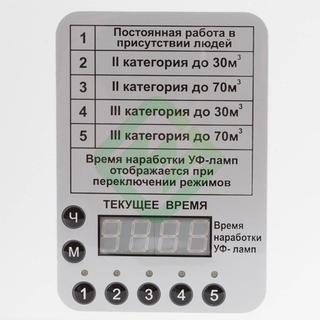 1 Постоянная работа в
присутствии людей
2 II категория до 30м³
3 II категория до 70м³
4 III категория до 30м³
5 III категория до 70м³
Время наработки УФ-ламп
отображается при
переключении режимов
ТЕКУЩЕЕ ВРЕМЯ
Ч
М
Время
наработки
УФ- ламп
1 2 3 4 5